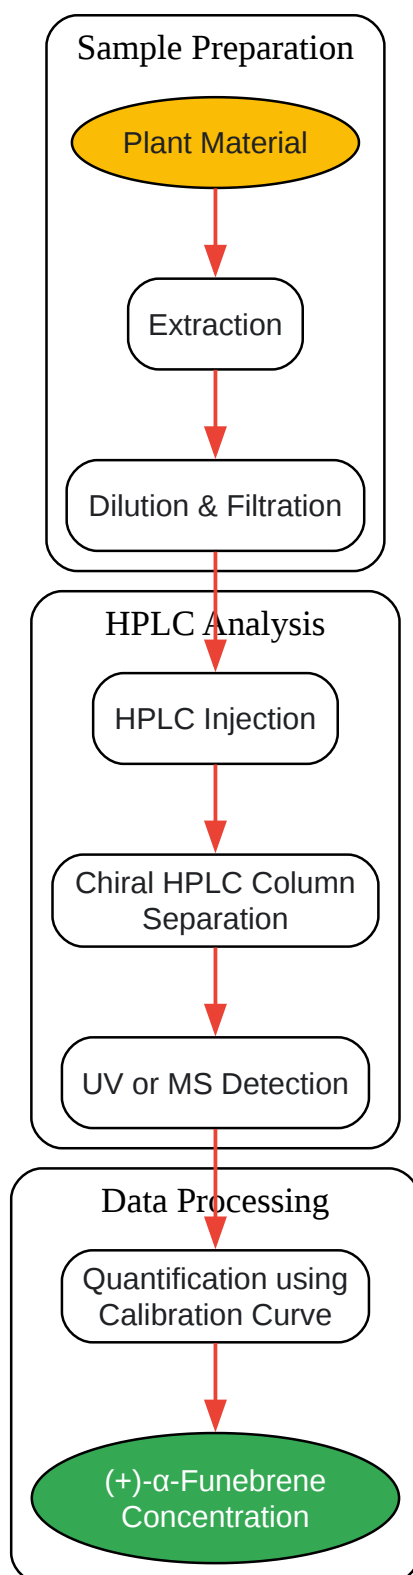 Sample Preparation
Plant Material
Extraction
Dilution & Filtration
HPLC Analysis
HPLC Injection
Chiral HPLC Column
Separation
UV or MS Detection
Data Processing
Quantification using
Calibration Curve
(+)-α-Funebrene
Concentration